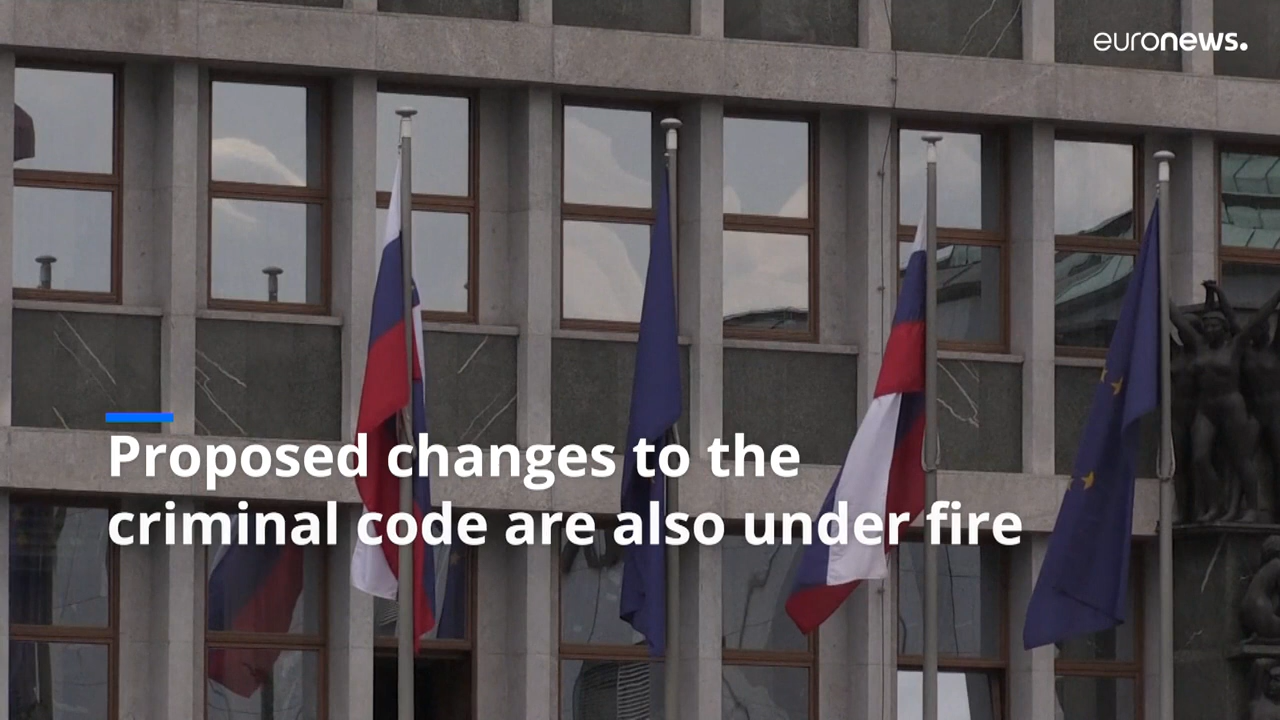 euronews.
Proposed changes to the
criminal code are also under fire